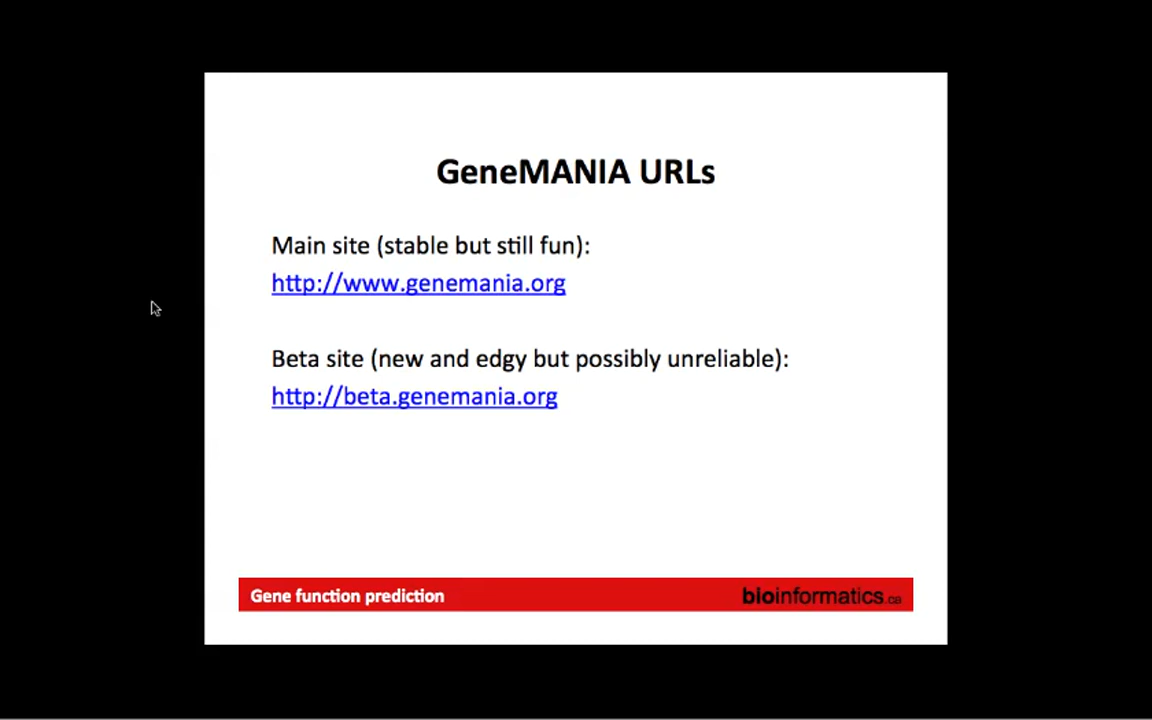 GeneMANIA URLs
Main site (stable but still fun):
http://www.genemania.org
Beta site (new and edgy but possibly unreliable):
http://beta.genemania.org
Gene function prediction
bioinformatics.ca